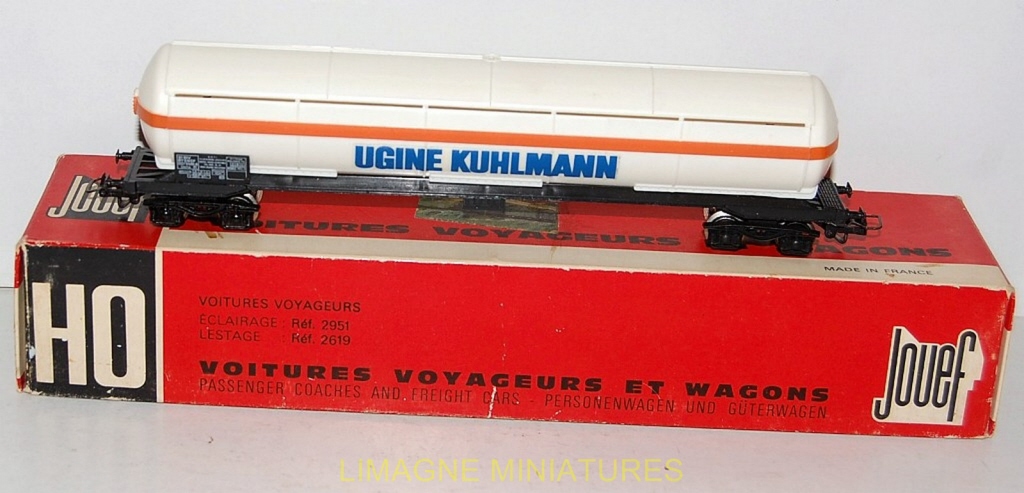 UGINE KUHLMANN
Jouef
VOITURES VOYAGEURS
WAGONS
MADE IN FRANCE
HO
VOITURES VOYAGEURS
ÉCLAIRAGE : Réf. 2951
LESTAGE : Réf. 2619
VOITURES VOYAGEURS ET WAGONS
PASSENGER COACHES AND FREIGHT CARS - PERSONENWAGEN UND GÜTERWAGEN
Jouef
LIMAGNE MINIATURES